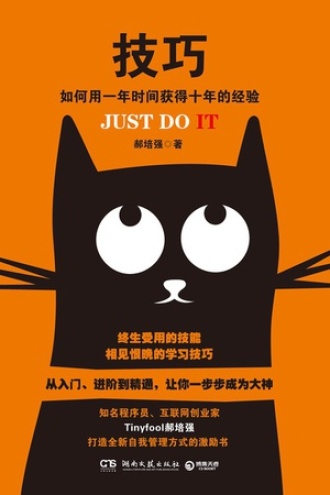 技巧
如何用一年时间获得十年的经验
JUST DO IT
郝培强◎著
终生受用的技能
相见恨晚的学习技巧
从入门、进阶到精通，让你一步步成为大神
知名程序员、互联网创业家
Tinyfool郝培强
打造全新自我管理方式的激励书
湖南文艺出版社
博集天卷